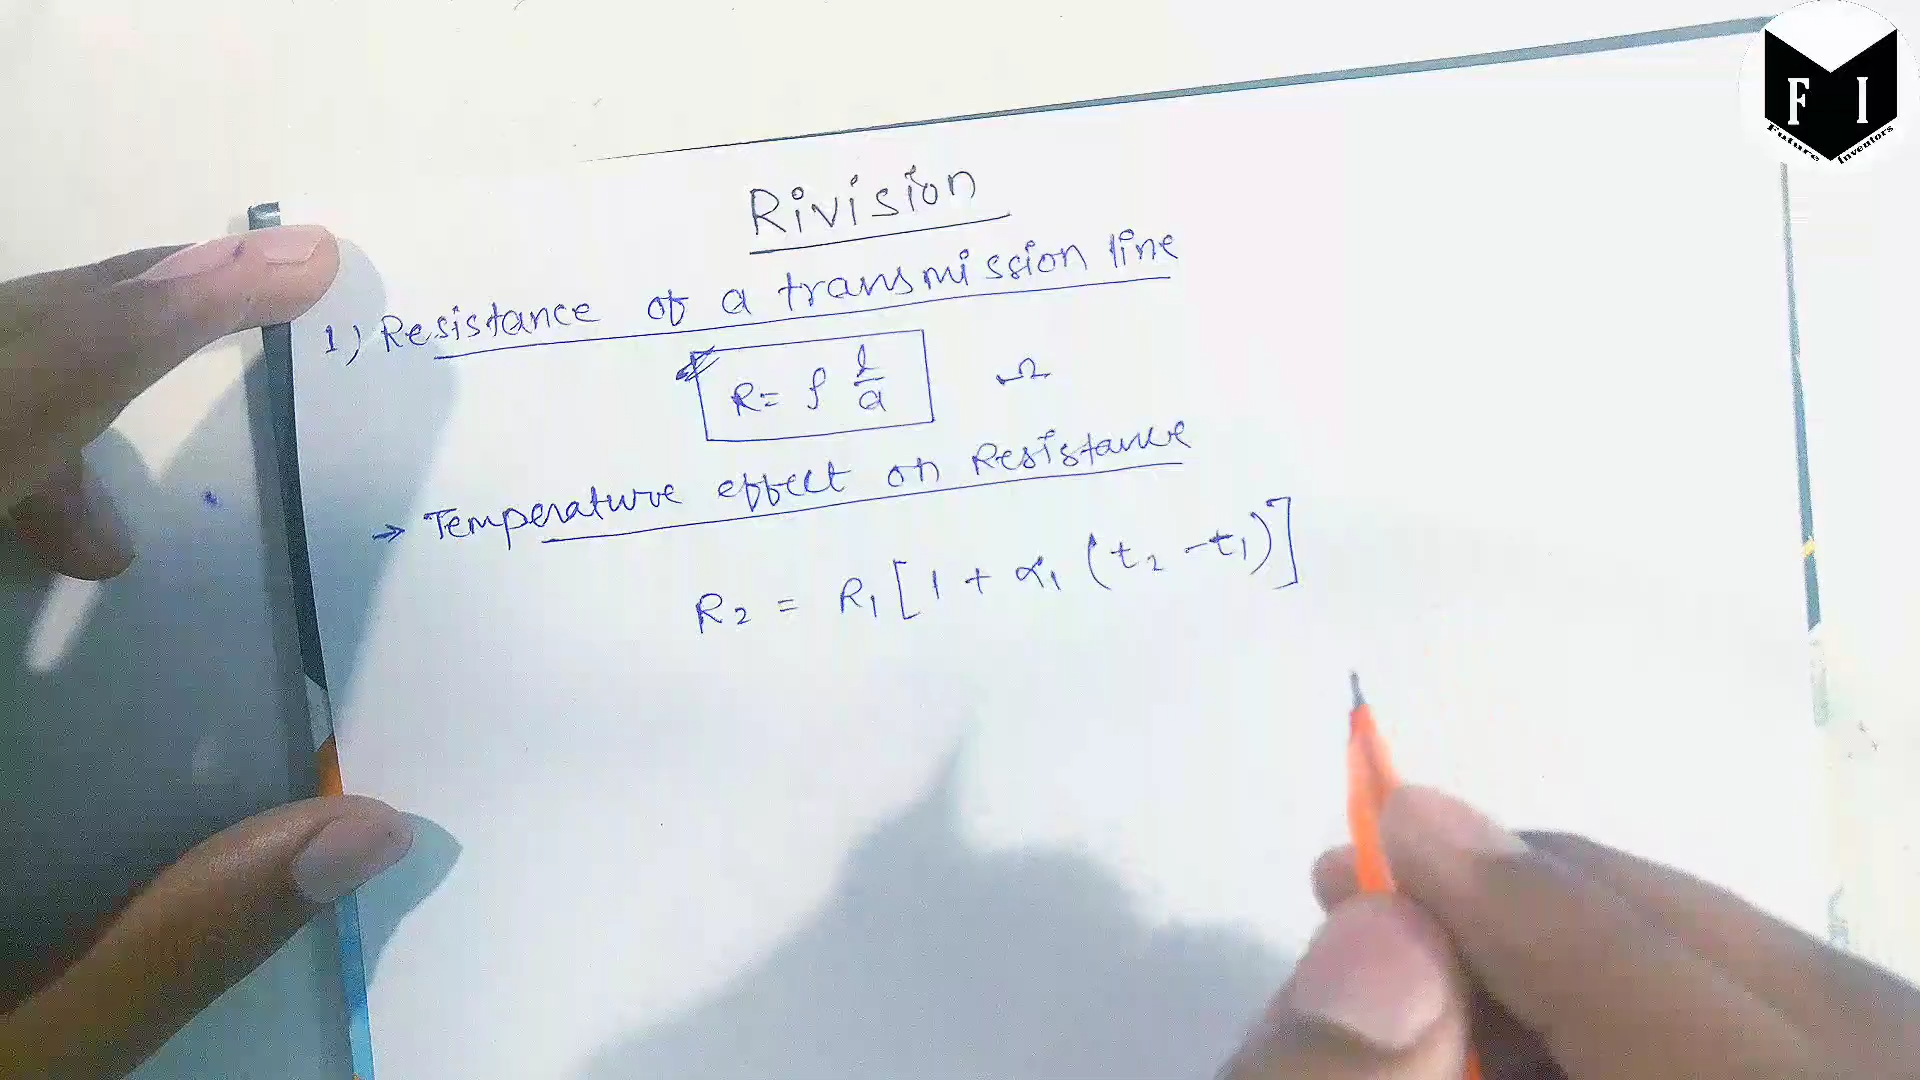 Rivision
1) Resistance of a transmission line
R = ρ l/a Ω
→ Temperature effect on Resistance
R₂ = R₁ [1 + α₁ (t₂ - t₁)]
F I
Future Inventors